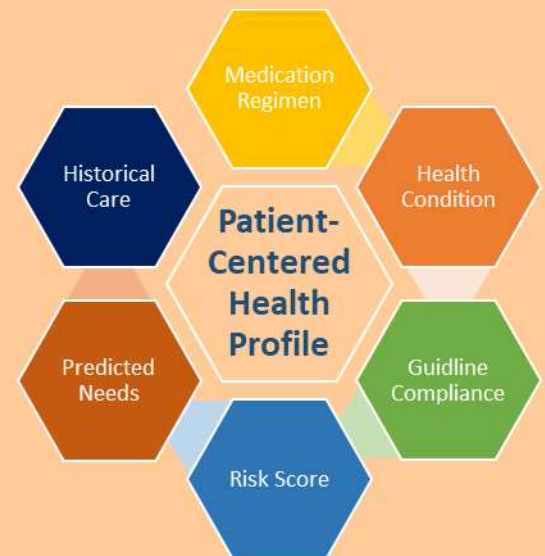 Medication
Regimen
Historical
Care
Health
Condition
Patient-
Centered
Health
Profile
Predicted
Needs
Guidline
Compliance
Risk Score